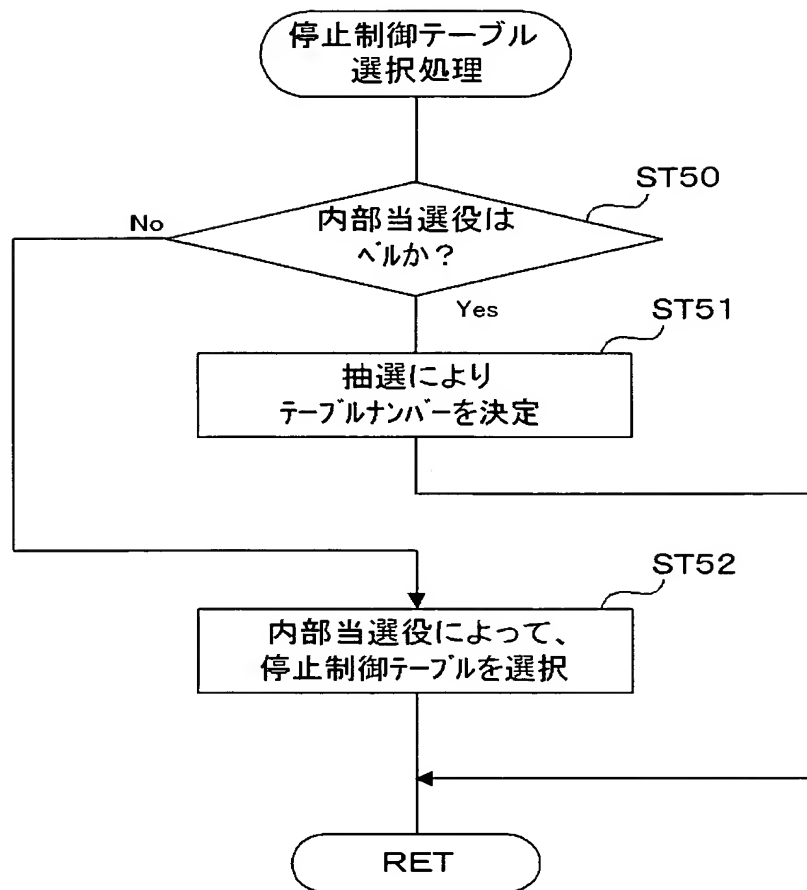 停止制御テーブル
選択処理
ST50
No
内部当選役は
ベルか？
Yes
ST51
抽選により
テーブルナンバーを決定
ST52
内部当選役によって、
停止制御テーブルを選択
RET